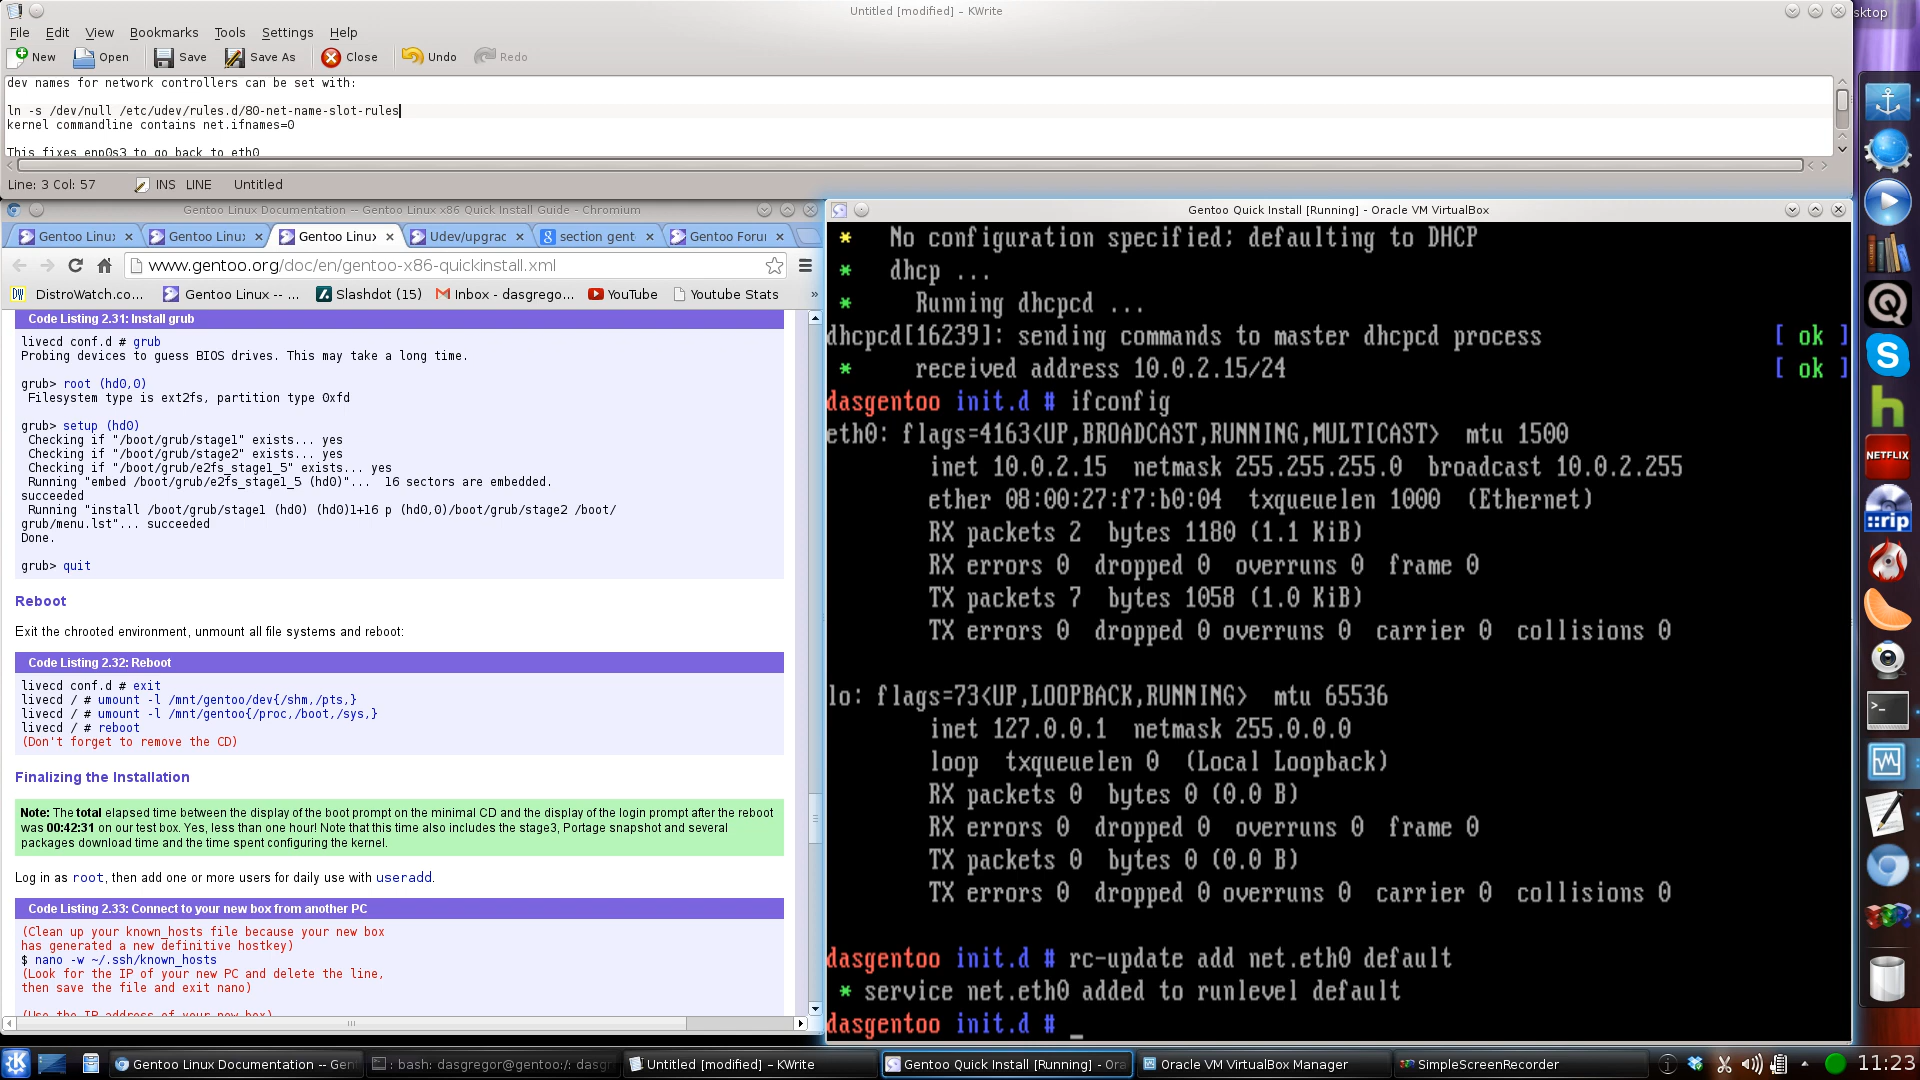 Untitled [modified] – KWrite
sktop
File Edit View Bookmarks Tools Settings Help
New Open Save Save As Close Undo Redo
dev names for network controllers can be set with:
ln -s /dev/null /etc/udev/rules.d/80-net-name-slot-rules
kernel commandline contains net.ifnames=0
This fixes enp0s3 to go back to eth0
Line: 3 Col: 57 INS LINE Untitled
Gentoo Linux Documentation -- Gentoo Linux x86 Quick Install Guide - Chromium
Gentoo Linu Gentoo Linu Gentoo Linu Udev/upgrac section gent Gentoo Foru
www.gentoo.org/doc/en/gentoo-x86-quickinstall.xml
DistroWatch.co... Gentoo Linux -- ... Slashdot (15) Inbox - dasgrego... YouTube Youtube Stats »
Code Listing 2.31: Install grub
livecd conf.d # grub
Probing devices to guess BIOS drives. This may take a long time.
grub> root (hd0,0)
Filesystem type is ext2fs, partition type 0xfd
grub> setup (hd0)
Checking if "/boot/grub/stage1" exists... yes
Checking if "/boot/grub/stage2" exists... yes
Checking if "/boot/grub/e2fs_stage1_5" exists... yes
Running "embed /boot/grub/e2fs_stage1_5 (hd0)"... 16 sectors are embedded.
succeeded
Running "install /boot/grub/stage1 (hd0) (hd0)1+16 p (hd0,0)/boot/grub/stage2 /boot/
grub/menu.lst"... succeeded
Done.
grub> quit
Reboot
Exit the chrooted environment, unmount all file systems and reboot:
Code Listing 2.32: Reboot
livecd conf.d # exit
livecd / # umount -l /mnt/gentoo/dev{/shm,/pts,}
livecd / # umount -l /mnt/gentoo{/proc,/boot,/sys,}
livecd / # reboot
(Don't forget to remove the CD)
Finalizing the Installation
Note: The total elapsed time between the display of the boot prompt on the minimal CD and the display of the login prompt after the reboot
was 00:42:31 on our test box. Yes, less than one hour! Note that this time also includes the stage3, Portage snapshot and several
packages download time and the time spent configuring the kernel.
Log in as root, then add one or more users for daily use with useradd.
Code Listing 2.33: Connect to your new box from another PC
(Clean up your known_hosts file because your new box
has generated a new definitive hostkey)
$ nano -w ~/.ssh/known_hosts
(Look for the IP of your new PC and delete the line,
then save the file and exit nano)
(Use the IP address of your new box)
Gentoo Quick Install [Running] - Oracle VM VirtualBox
* No configuration specified; defaulting to DHCP
* dhcp ...
* Running dhcpcd ...
dhcpcd[16239]: sending commands to master dhcpcd process [ ok ]
* received address 10.0.2.15/24 [ ok ]
dasgentoo init.d # ifconfig
eth0: flags=4163<UP,BROADCAST,RUNNING,MULTICAST> mtu 1500
inet 10.0.2.15 netmask 255.255.255.0 broadcast 10.0.2.255
ether 08:00:27:f7:b0:04 txqueuelen 1000 (Ethernet)
RX packets 2 bytes 1180 (1.1 KiB)
RX errors 0 dropped 0 overruns 0 frame 0
TX packets 7 bytes 1058 (1.0 KiB)
TX errors 0 dropped 0 overruns 0 carrier 0 collisions 0
lo: flags=73<UP,LOOPBACK,RUNNING> mtu 65536
inet 127.0.0.1 netmask 255.0.0.0
loop txqueuelen 0 (Local Loopback)
RX packets 0 bytes 0 (0.0 B)
RX errors 0 dropped 0 overruns 0 frame 0
TX packets 0 bytes 0 (0.0 B)
TX errors 0 dropped 0 overruns 0 carrier 0 collisions 0
dasgentoo init.d # rc-update add net.eth0 default
* service net.eth0 added to runlevel default
dasgentoo init.d # _
NETFLIX
::rip
Gentoo Linux Documentation -- Gent : bash: dasgregor@gentoo:/: dasg Untitled [modified] – KWrite Gentoo Quick Install [Running] - Ora Oracle VM VirtualBox Manager SimpleScreenRecorder 11:23